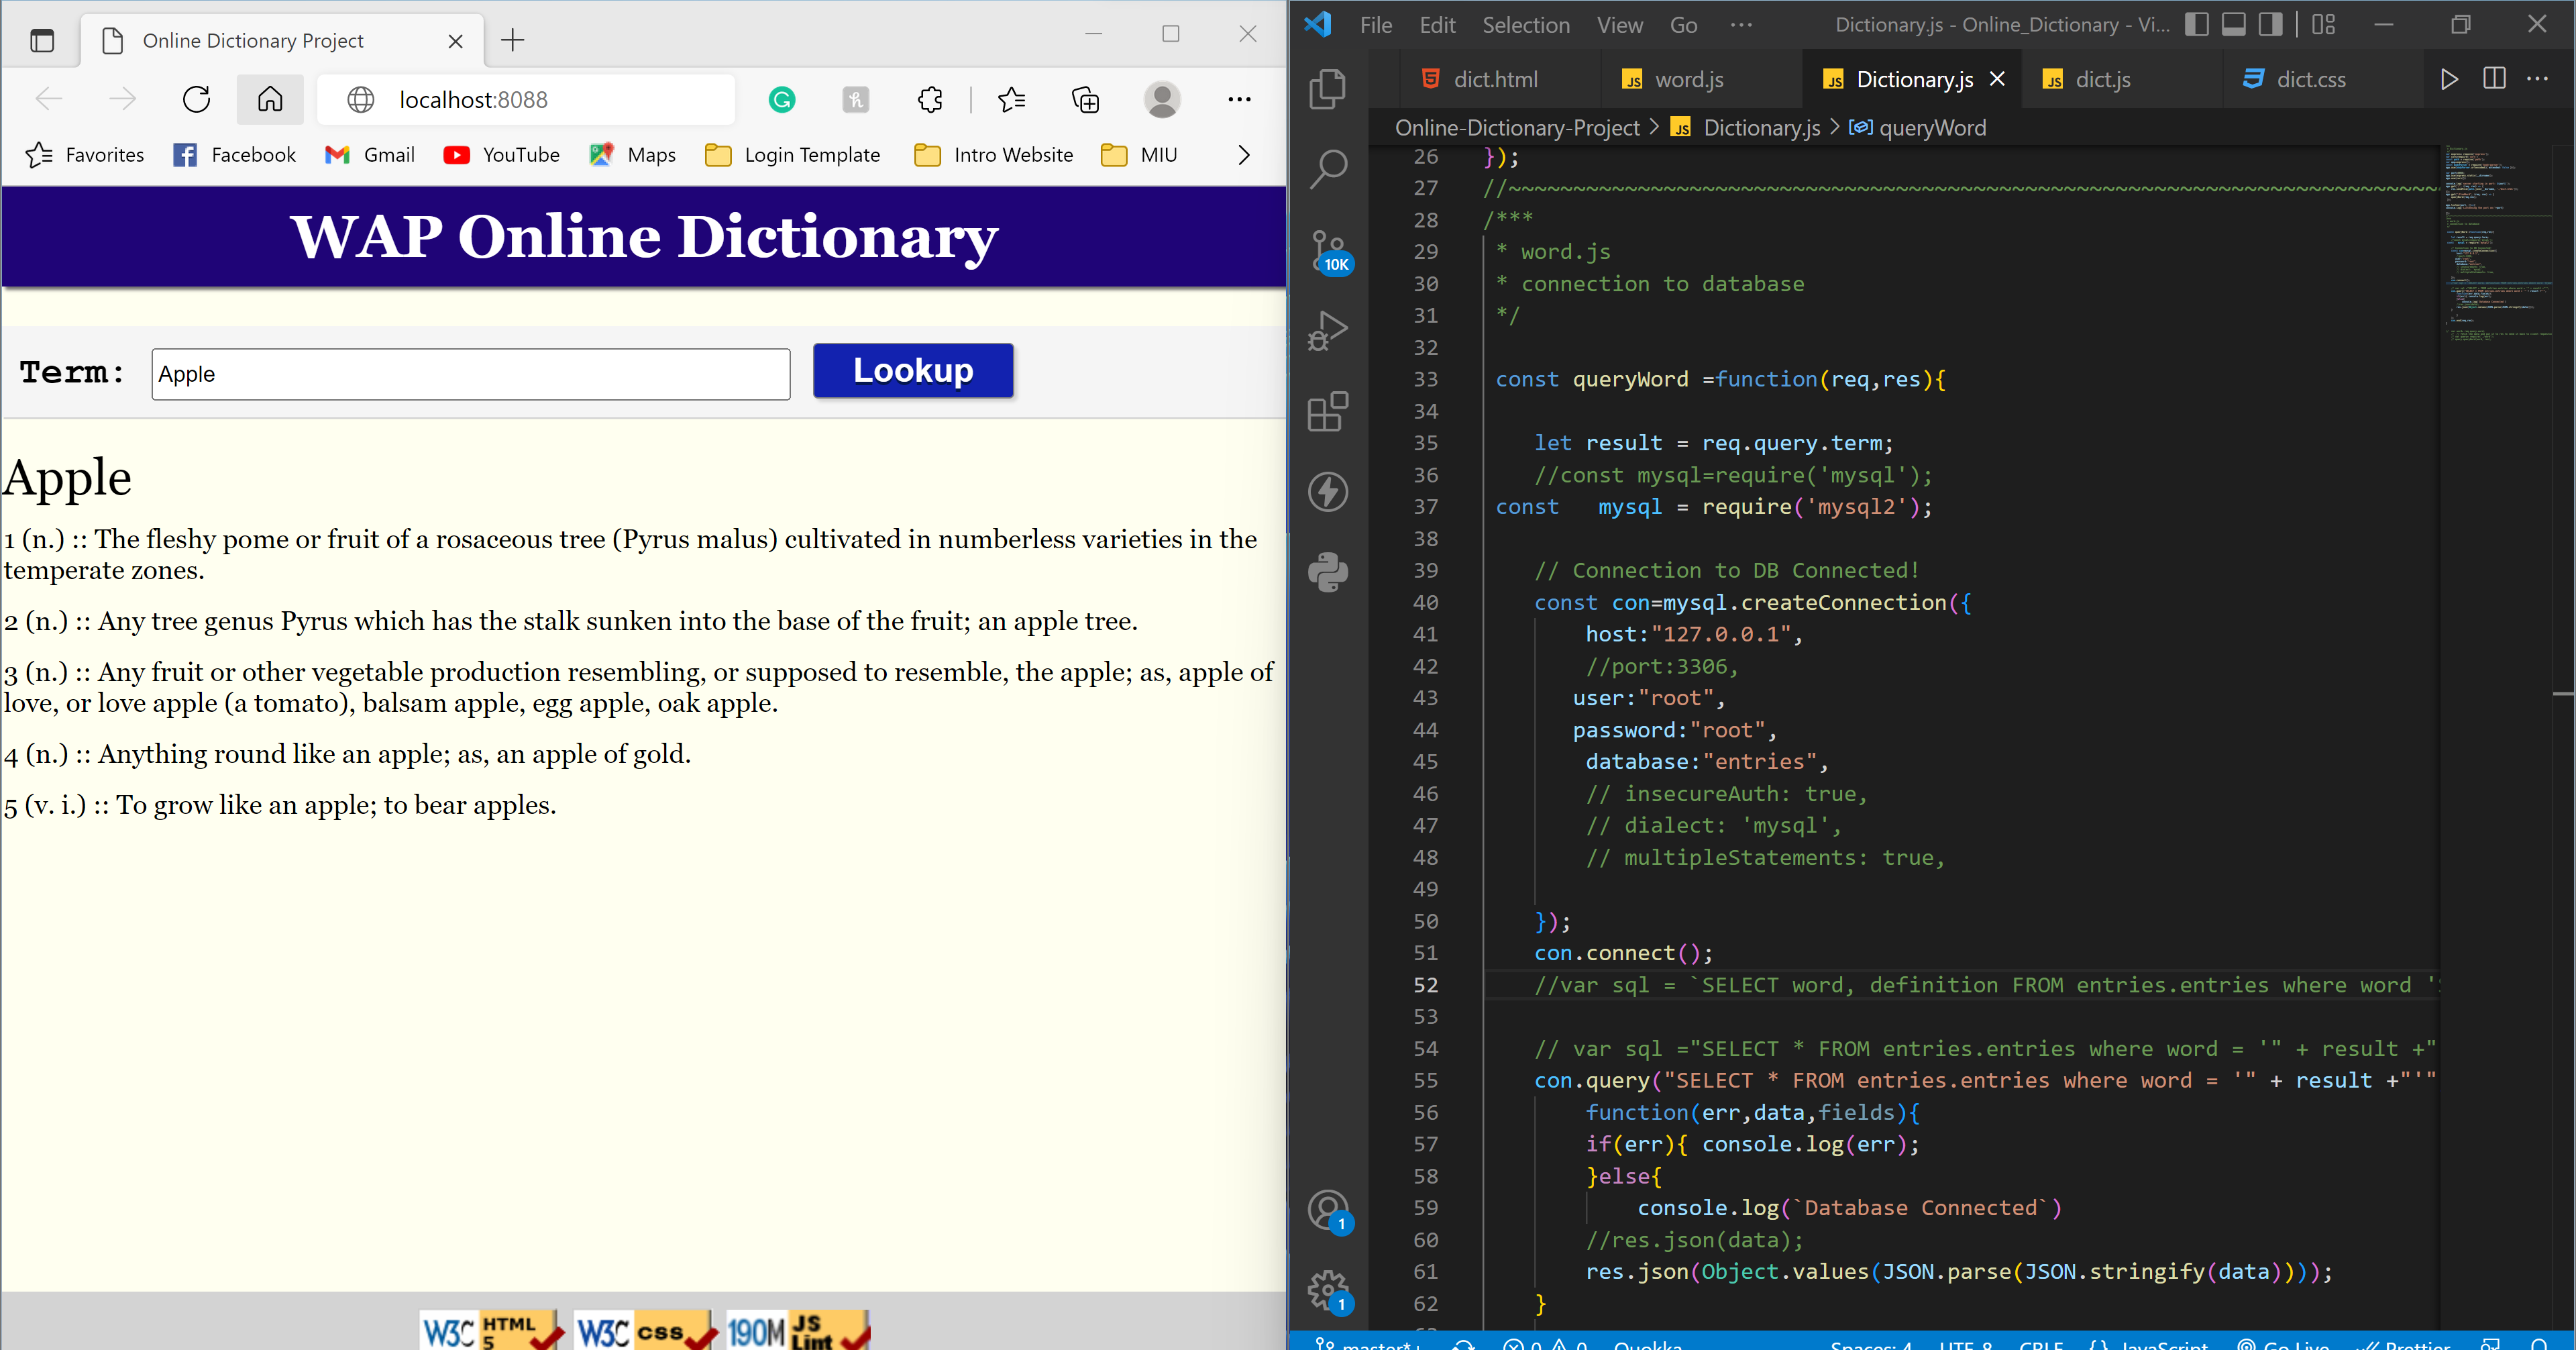 Online Dictionary Project
localhost:8088
Favorites Facebook Gmail YouTube Maps Login Template Intro Website MIU
WAP Online Dictionary
Term: Apple Lookup
Apple
1 (n.) :: The fleshy pome or fruit of a rosaceous tree (Pyrus malus) cultivated in numberless varieties in the
temperate zones.
2 (n.) :: Any tree genus Pyrus which has the stalk sunken into the base of the fruit; an apple tree.
3 (n.) :: Any fruit or other vegetable production resembling, or supposed to resemble, the apple; as, apple of
love, or love apple (a tomato), balsam apple, egg apple, oak apple.
4 (n.) :: Anything round like an apple; as, an apple of gold.
5 (v. i.) :: To grow like an apple; to bear apples.
W3C HTML 5 W3C CSS 190M JS Lint
File Edit Selection View Go ··· Dictionary.js - Online_Dictionary - Vi...
dict.html JS word.js JS Dictionary.js JS dict.js dict.css
Online-Dictionary-Project > JS Dictionary.js > queryWord
10K
1
1
26 });
27 //~~~~~~~~~~~~~~~~~~~~~~~~~~~~~~~~~~~~~~~~~~~~~~~~~~~~~~~~~~~~~~~~~~~~~~~~
28 /***
29 * word.js
30 * connection to database
31 */
32
33 const queryWord =function(req,res){
34
35 let result = req.query.term;
36 //const mysql=require('mysql');
37 const mysql = require('mysql2');
38
39 // Connection to DB Connected!
40 const con=mysql.createConnection({
41 host:"127.0.0.1",
42 //port:3306,
43 user:"root",
44 password:"root",
45 database:"entries",
46 // insecureAuth: true,
47 // dialect: 'mysql',
48 // multipleStatements: true,
49
50 });
51 con.connect();
52 //var sql = `SELECT word, definition FROM entries.entries where word '
53
54 // var sql ="SELECT * FROM entries.entries where word = '" + result +"
55 con.query("SELECT * FROM entries.entries where word = '" + result +"'"
56 function(err,data,fields){
57 if(err){ console.log(err);
58 }else{
59 console.log(`Database Connected`)
60 //res.json(data);
61 res.json(Object.values(JSON.parse(JSON.stringify(data))));
62 }
master*+ 0 0 Quokka Spaces: 4 UTF-8 CRLF {} JavaScript Go Live Prettier